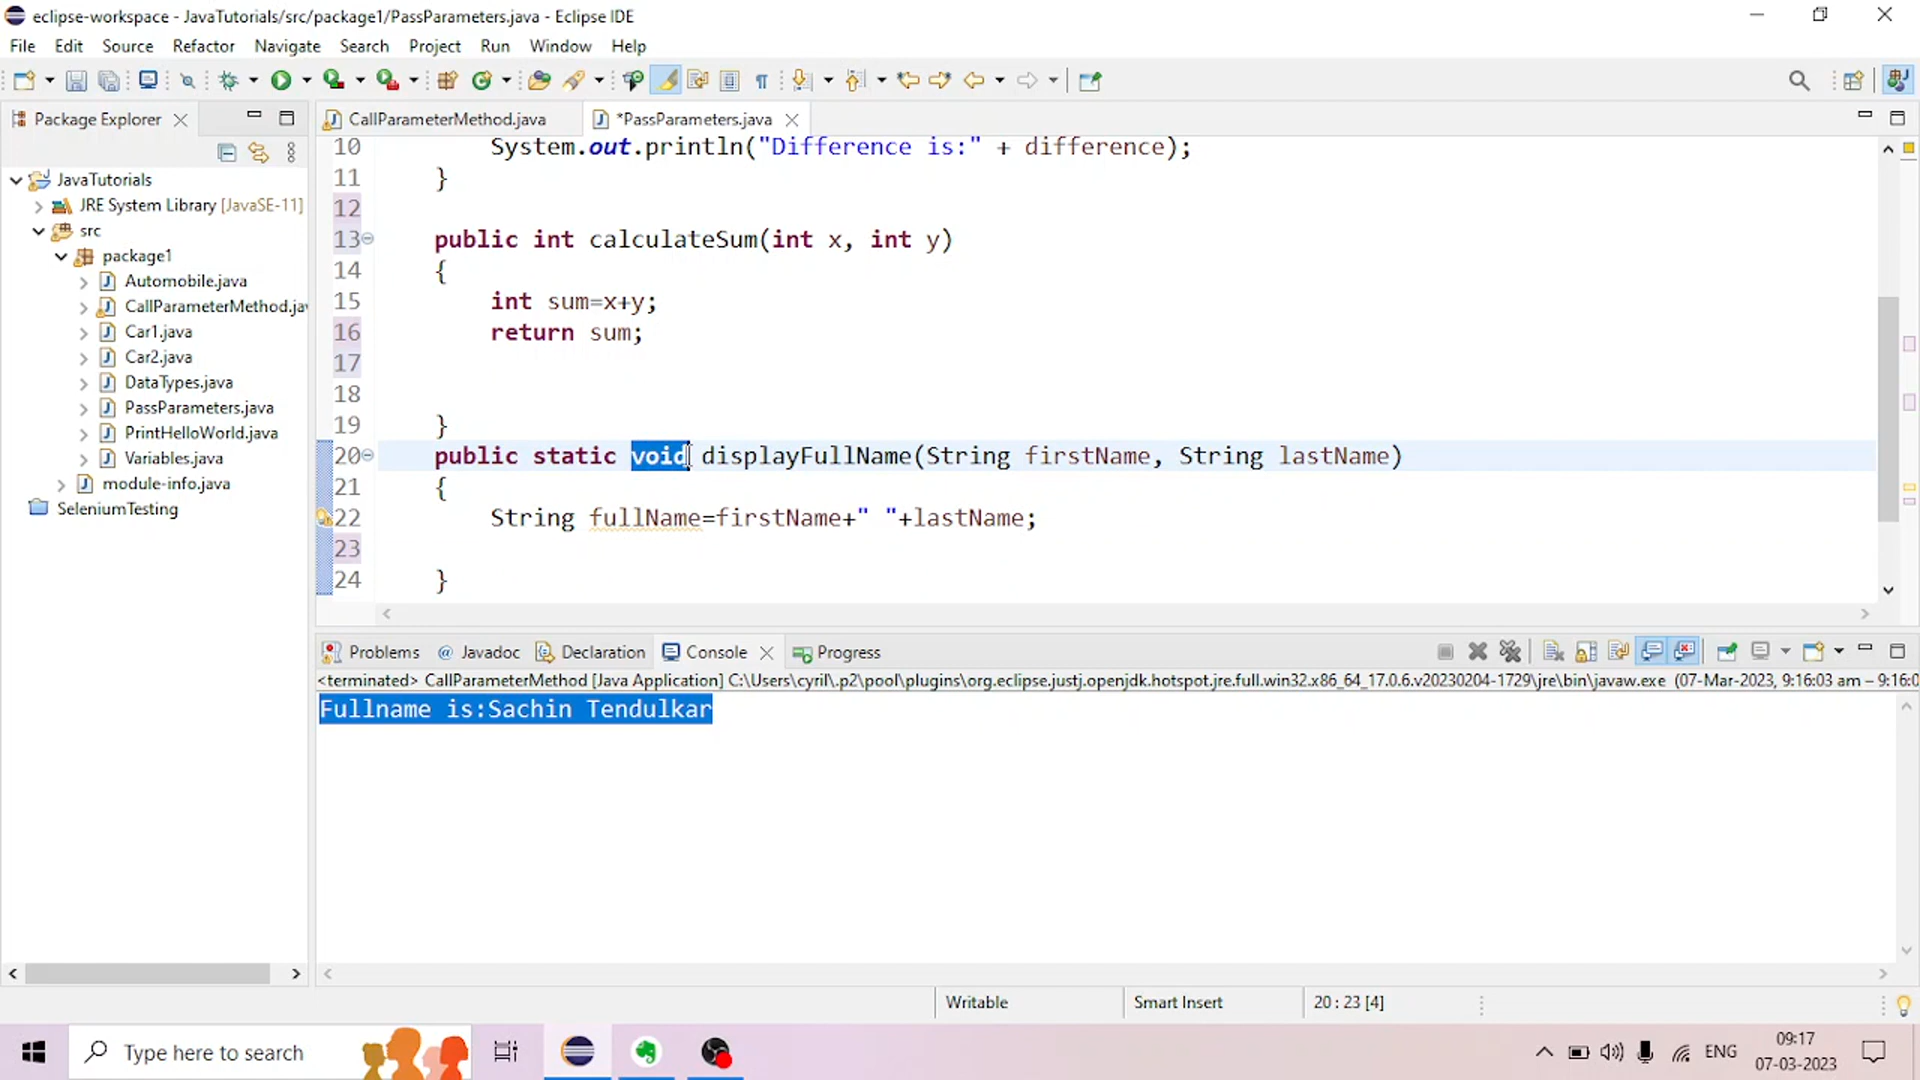 eclipse-workspace - JavaTutorials/src/package1/PassParameters.java - Eclipse IDE
File Edit Source Refactor Navigate Search Project Run Window Help
Package Explorer
CallParameterMethod.java
*PassParameters.java
JavaTutorials
JRE System Library [JavaSE-11]
src
package1
Automobile.java
CallParameterMethod.jav
Car1.java
Car2.java
DataTypes.java
PassParameters.java
PrintHelloWorld.java
Variables.java
module-info.java
SeleniumTesting
10 System.out.println("Difference is:" + difference);
11 }
12
13 public int calculateSum(int x, int y)
14 {
15 int sum=x+y;
16 return sum;
17
18
19 }
20 public static void displayFullName(String firstName, String lastName)
21 {
22 String fullName=firstName+" "+lastName;
23
24 }
Problems @ Javadoc Declaration Console Progress
<terminated> CallParameterMethod [Java Application] C:\Users\cyril\.p2\pool\plugins\org.eclipse.justj.openjdk.hotspot.jre.full.win32.x86_64_17.0.6.v20230204-1729\jre\bin\javaw.exe (07-Mar-2023, 9:16:03 am – 9:16:0
Fullname is:Sachin Tendulkar
Writable Smart Insert 20 : 23 [4]
Type here to search
ENG
09:17
07-03-2023